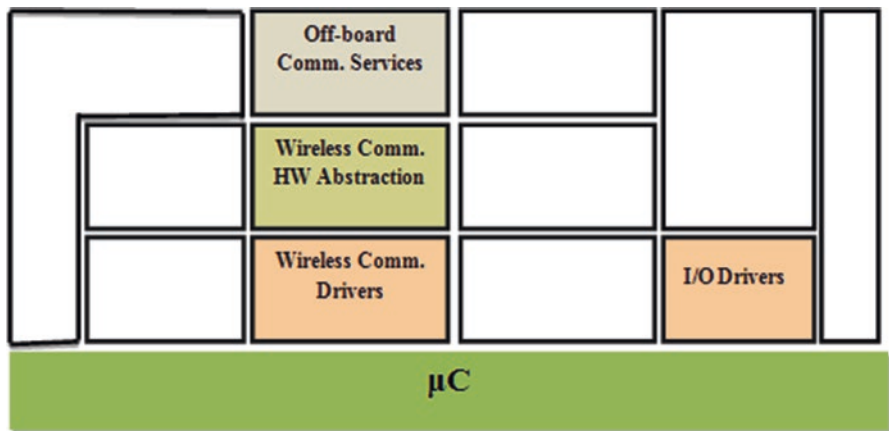 Off-board
Comm. Services
Wireless Comm.
HW Abstraction
Wireless Comm.
Drivers
I/O Drivers
µC